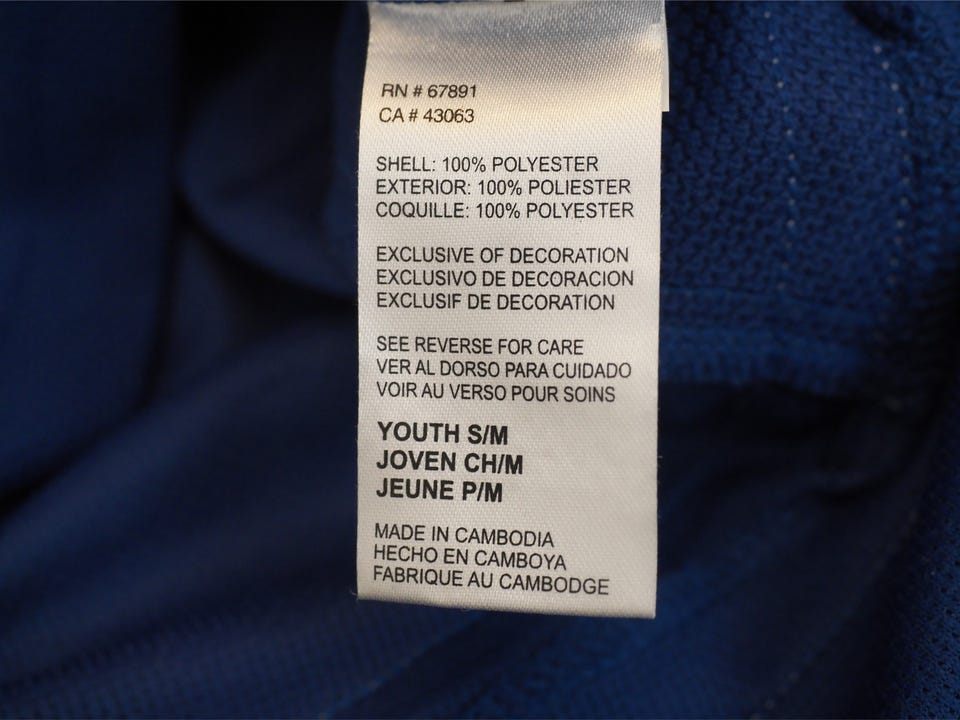 RN # 67891
CA # 43063
SHELL: 100% POLYESTER
EXTERIOR: 100% POLIESTER
COQUILLE: 100% POLYESTER
EXCLUSIVE OF DECORATION
EXCLUSIVO DE DECORACION
EXCLUSIF DE DECORATION
SEE REVERSE FOR CARE
VER AL DORSO PARA CUIDADO
VOIR AU VERSO POUR SOINS
YOUTH S/M
JOVEN CH/M
JEUNE P/M
MADE IN CAMBODIA
HECHO EN CAMBOYA
FABRIQUE AU CAMBODGE